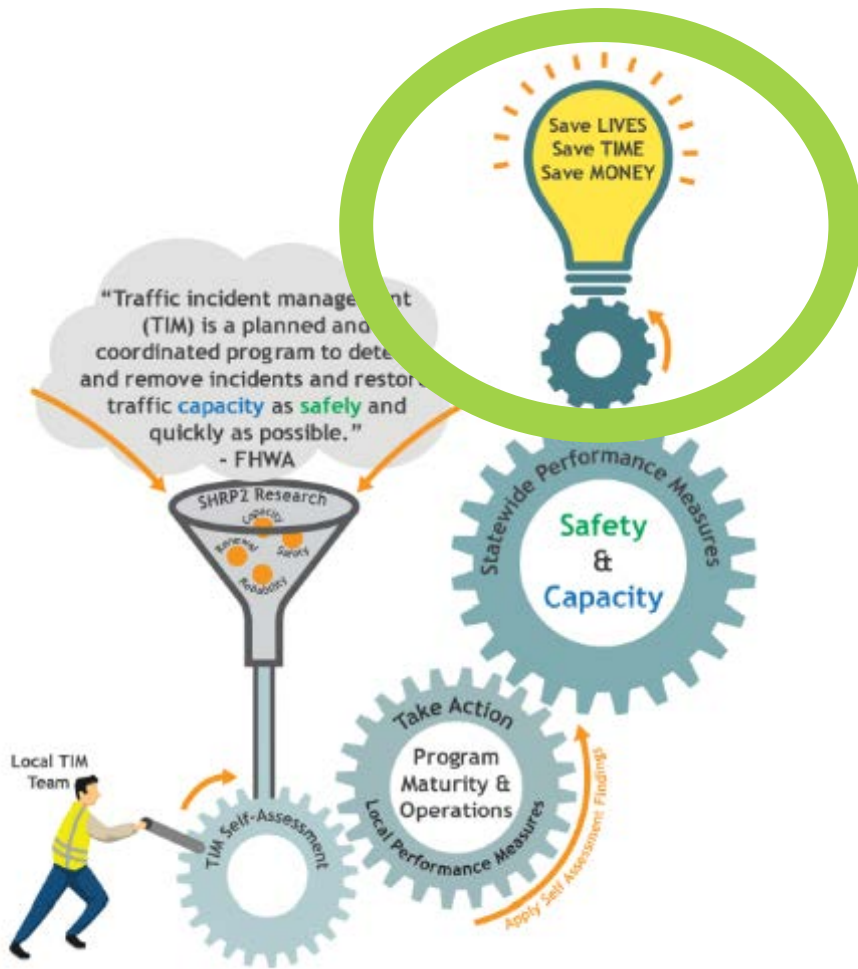 Save LIVES
Save TIME
Save MONEY
“Traffic incident manage ent
(TIM) is a planned and
coordinated program to dete
and remove incidents and restor
traffic capacity as safely and
quickly as possible.”
- FHWA
SHRP2 Research
Capacity
Renewal
Safety
Reliability
Statewide Performance Measures
Safety
&
Capacity
Take Action
Program
Maturity &
Operations
Local Performance Measures
Apply Self Assessment Findings
Local TIM
Team
TIM Self-Assessment